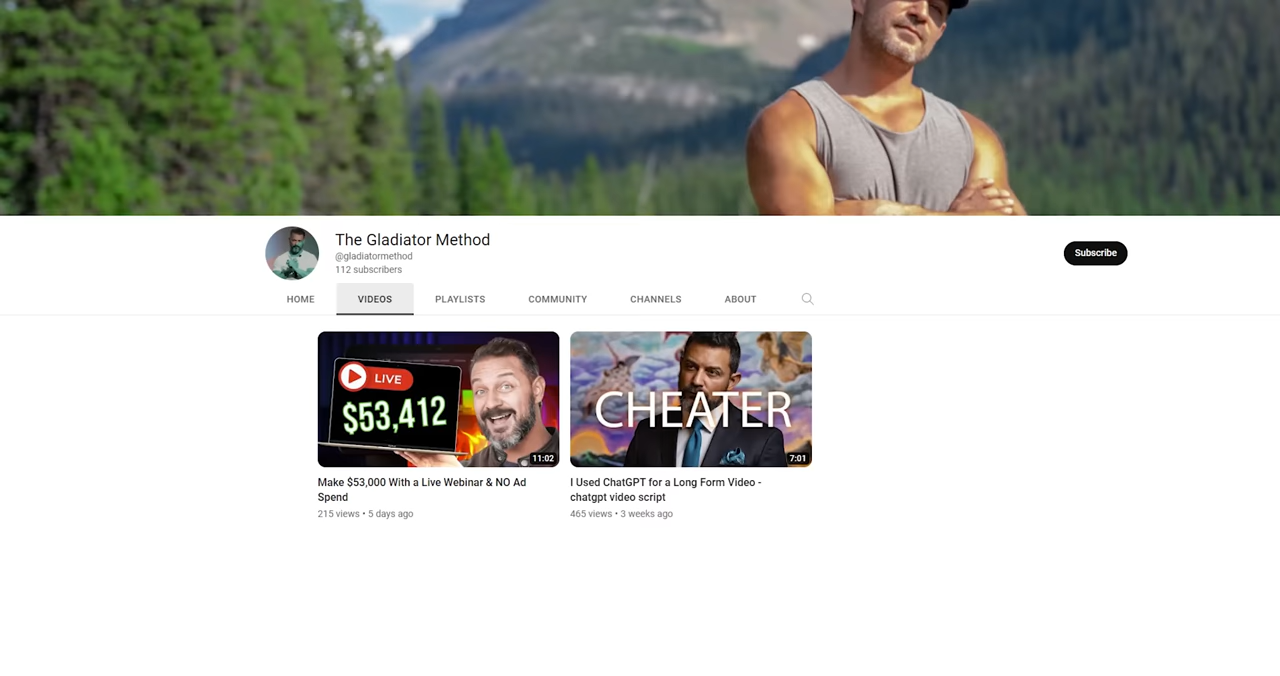 The Gladiator Method
@gladiatormethod
112 subscribers
Subscribe
HOME
VIDEOS
PLAYLISTS
COMMUNITY
CHANNELS
ABOUT
LIVE
$53,412
11:02
CHEATER
7:01
Make $53,000 With a Live Webinar & NO Ad
Spend
215 views • 5 days ago
I Used ChatGPT for a Long Form Video -
chatgpt video script
465 views • 3 weeks ago